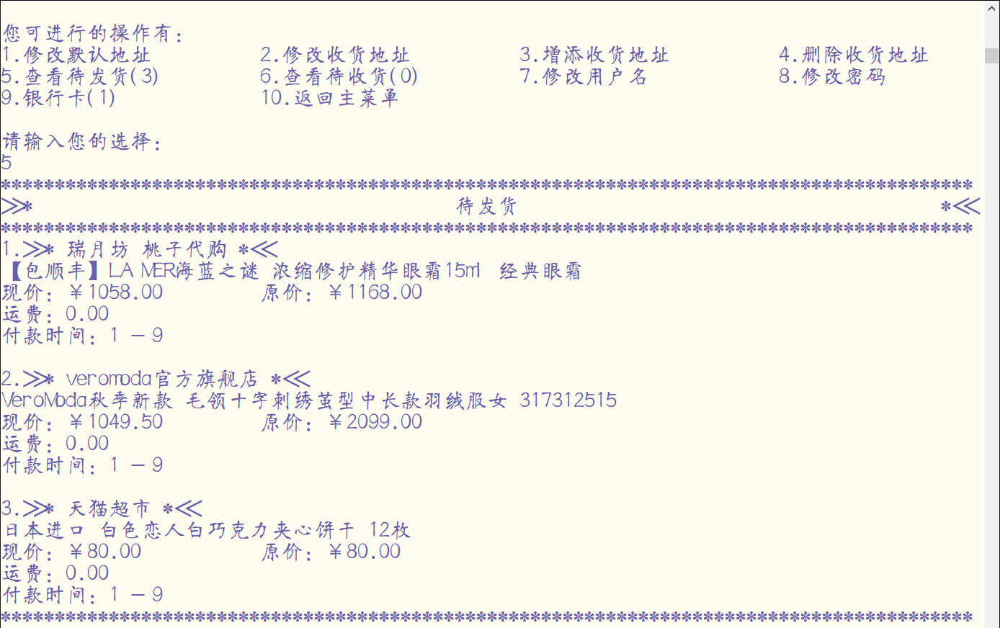 您可进行的操作有：
1.修改默认地址 2.修改收货地址 3.增添收货地址 4.删除收货地址
5.查看待发货(3) 6.查看待收货(0) 7.修改用户名 8.修改密码
9.银行卡(1) 10.返回主菜单
请输入您的选择：
5
******************************************************************************************
>>* 待发货 *<<
******************************************************************************************
1.>>* 瑞月坊 桃子代购 *<<
【包顺丰】LA MER海蓝之谜 浓缩修护精华眼霜15ml 经典眼霜
现价：￥1058.00 原价：￥1168.00
运费：0.00
付款时间：1 - 9
2.>>* veromoda官方旗舰店 *<<
VeroModa秋季新款 毛领十字刺绣茧型中长款羽绒服女 317312515
现价：￥1049.50 原价：￥2099.00
运费：0.00
付款时间：1 - 9
3.>>* 天猫超市 *<<
日本进口 白色恋人白巧克力夹心饼干 12枚
现价：￥80.00 原价：￥80.00
运费：0.00
付款时间：1 - 9
******************************************************************************************